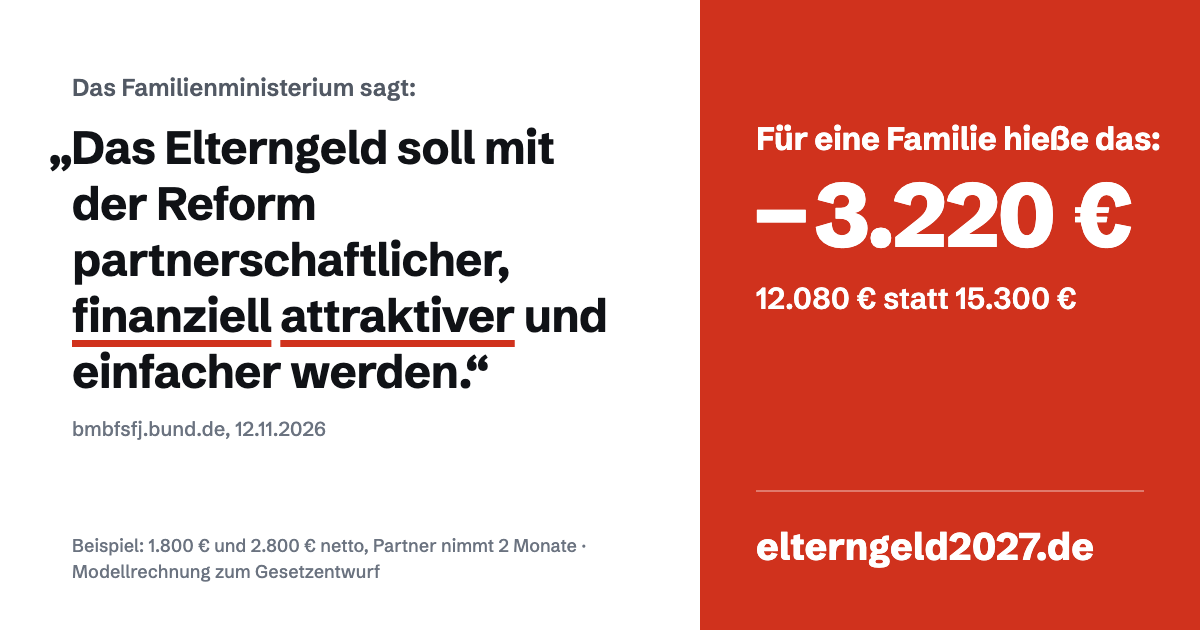 Das Familienministerium sagt:
„Das Elterngeld soll mit
der Reform
partnerschaftlicher,
finanziell attraktiver und
einfacher werden.“
bmbfsfj.bund.de, 12.11.2026
Beispiel: 1.800 € und 2.800 € netto, Partner nimmt 2 Monate ·
Modellrechnung zum Gesetzentwurf
Für eine Familie hieße das:
−3.220 €
12.080 € statt 15.300 €
elterngeld2027.de